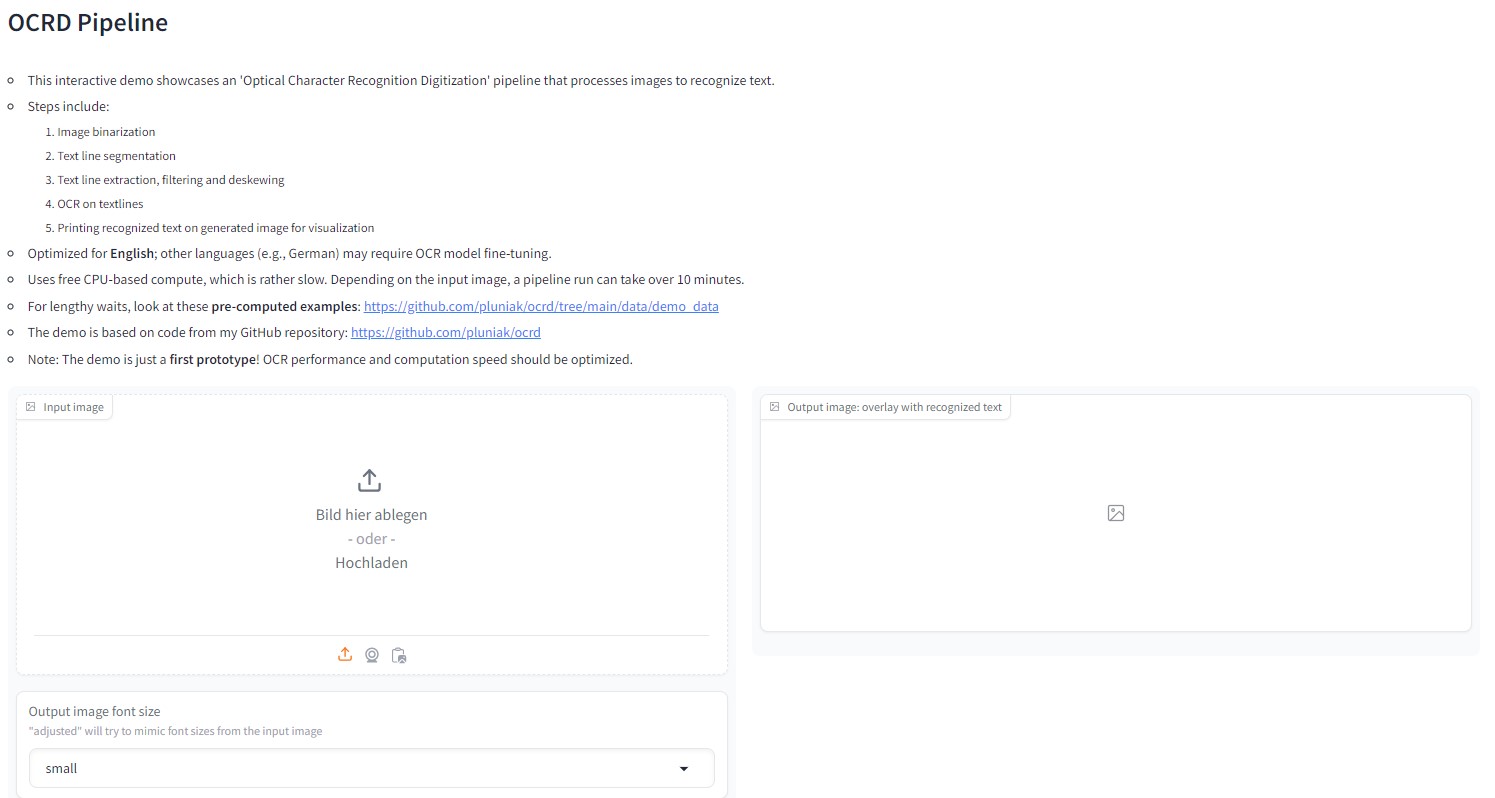 OCRD Pipeline
This interactive demo showcases an 'Optical Character Recognition Digitization' pipeline that processes images to recognize text.
Steps include:
1. Image binarization
2. Text line segmentation
3. Text line extraction, filtering and deskewing
4. OCR on textlines
5. Printing recognized text on generated image for visualization
Optimized for English; other languages (e.g., German) may require OCR model fine-tuning.
Uses free CPU-based compute, which is rather slow. Depending on the input image, a pipeline run can take over 10 minutes.
For lengthy waits, look at these pre-computed examples: https://github.com/pluniak/ocrd/tree/main/data/demo_data
The demo is based on code from my GitHub repository: https://github.com/pluniak/ocrd
Note: The demo is just a first prototype! OCR performance and computation speed should be optimized.
Input image
Bild hier ablegen
- oder -
Hochladen
Output image: overlay with recognized text
Output image font size
"adjusted" will try to mimic font sizes from the input image
small